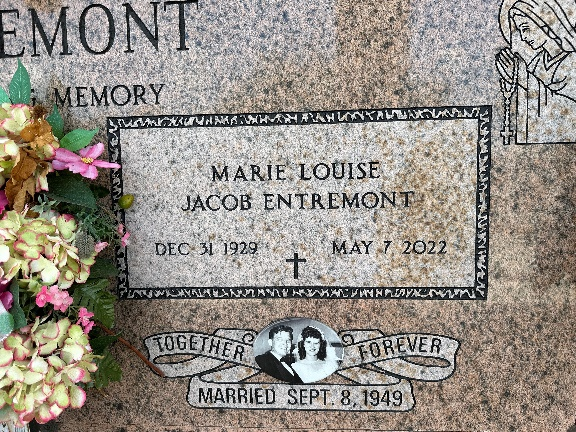 EMONT
MEMORY
MARIE LOUISE
JACOB ENTREMONT
DEC 31 1929 MAY 7 2022
TOGETHER FOREVER
MARRIED SEPT. 8, 1949